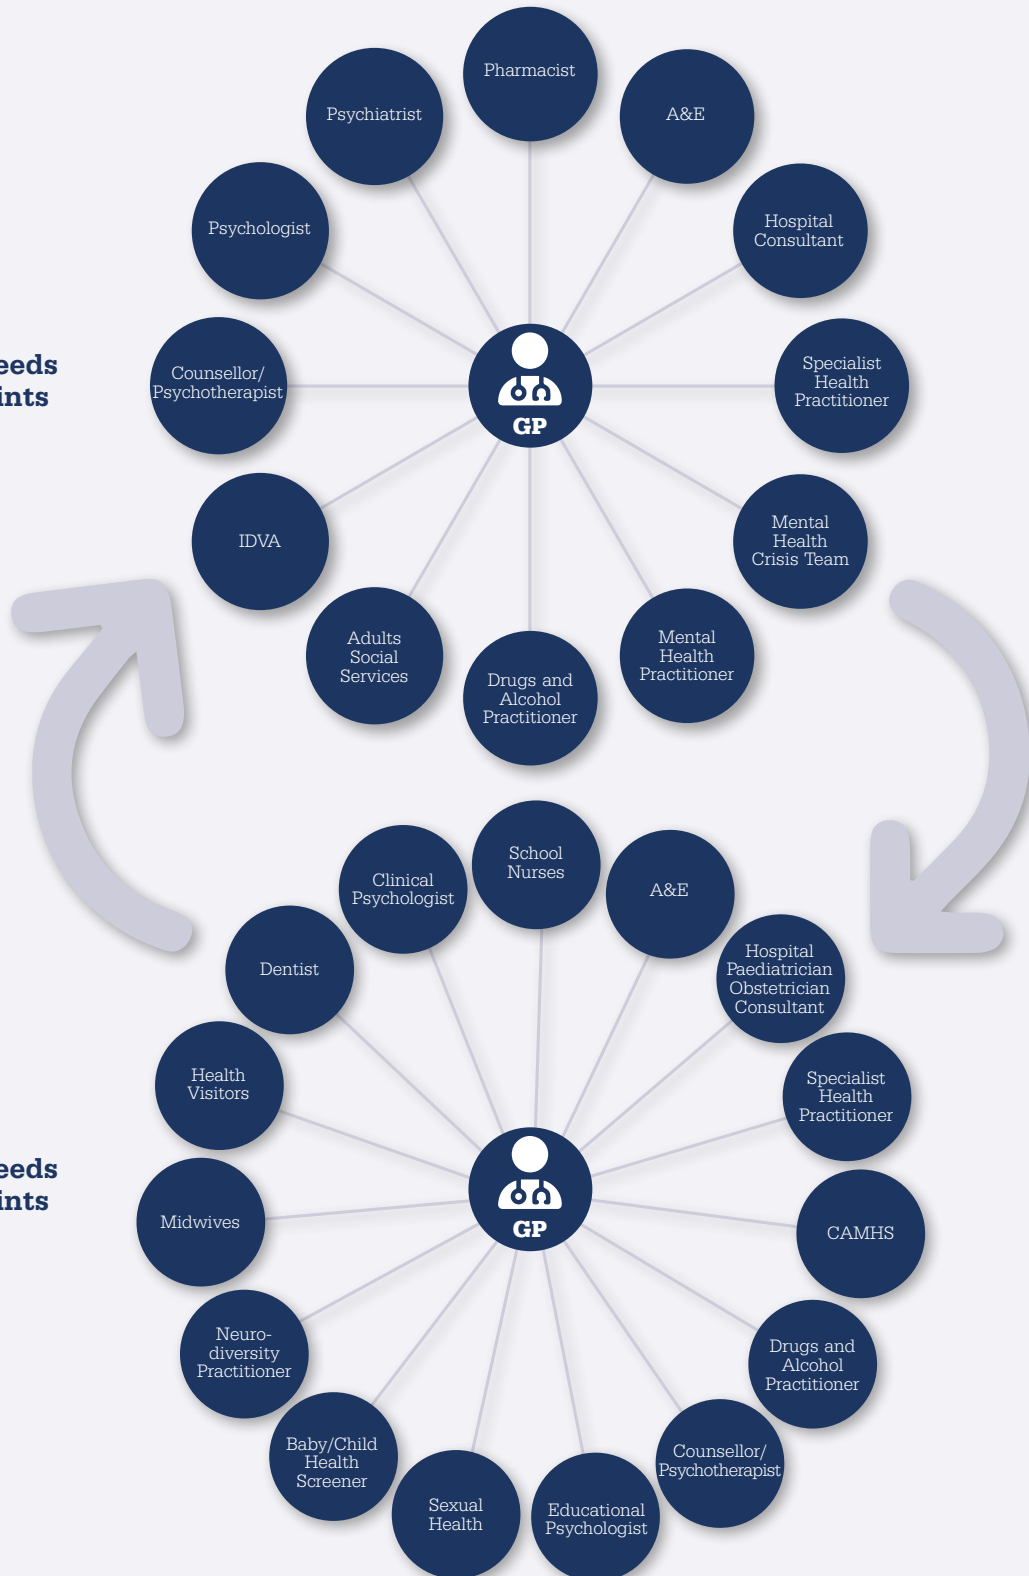 Pharmacist
Psychiatrist
A&E
Psychologist
Hospital
Consultant
eeds
ints
Counsellor/
Psychotherapist
GP
Specialist
Health
Practitioner
IDVA
Mental
Health
Crisis Team
Adults
Social
Services
Drugs and
Alcohol
Practitioner
Mental
Health
Practitioner
School
Nurses
Clinical
Psychologist
A&E
Dentist
Hospital
Paediatrician
Obstetrician
Consultant
Health
Visitors
Specialist
Health
Practitioner
eeds
ints
GP
Midwives
CAMHS
Neuro-
diversity
Practitioner
Drugs and
Alcohol
Practitioner
Baby/Child
Health
Screener
Counsellor/
Psychotherapist
Sexual
Health
Educational
Psychologist